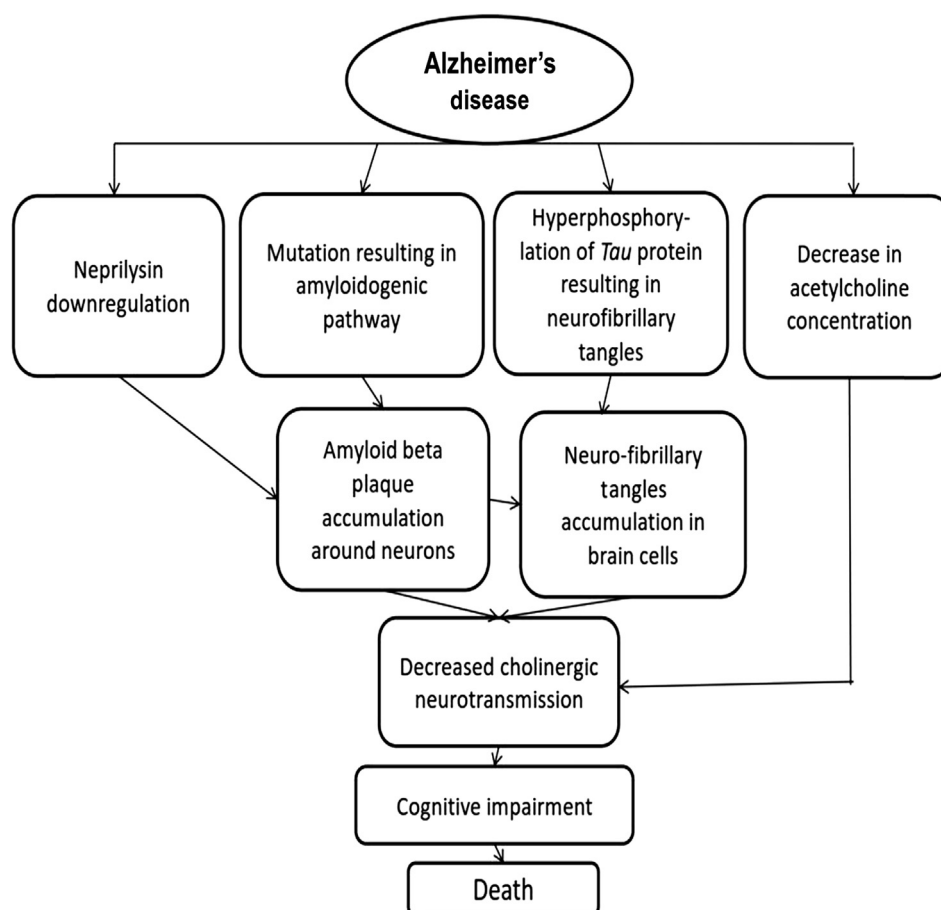 Alzheimer's
disease
Neprilysin
downregulation
Mutation resulting in
amyloidogenic
pathway
Hyperphosphory-
lation of Tau protein
resulting in
neurofibrillary
tangles
Decrease in
acetylcholine
concentration
Amyloid beta
plaque
accumulation
around neurons
Neuro-fibrillary
tangles
accumulation in
brain cells
Decreased cholinergic
neurotransmission
Cognitive impairment
Death